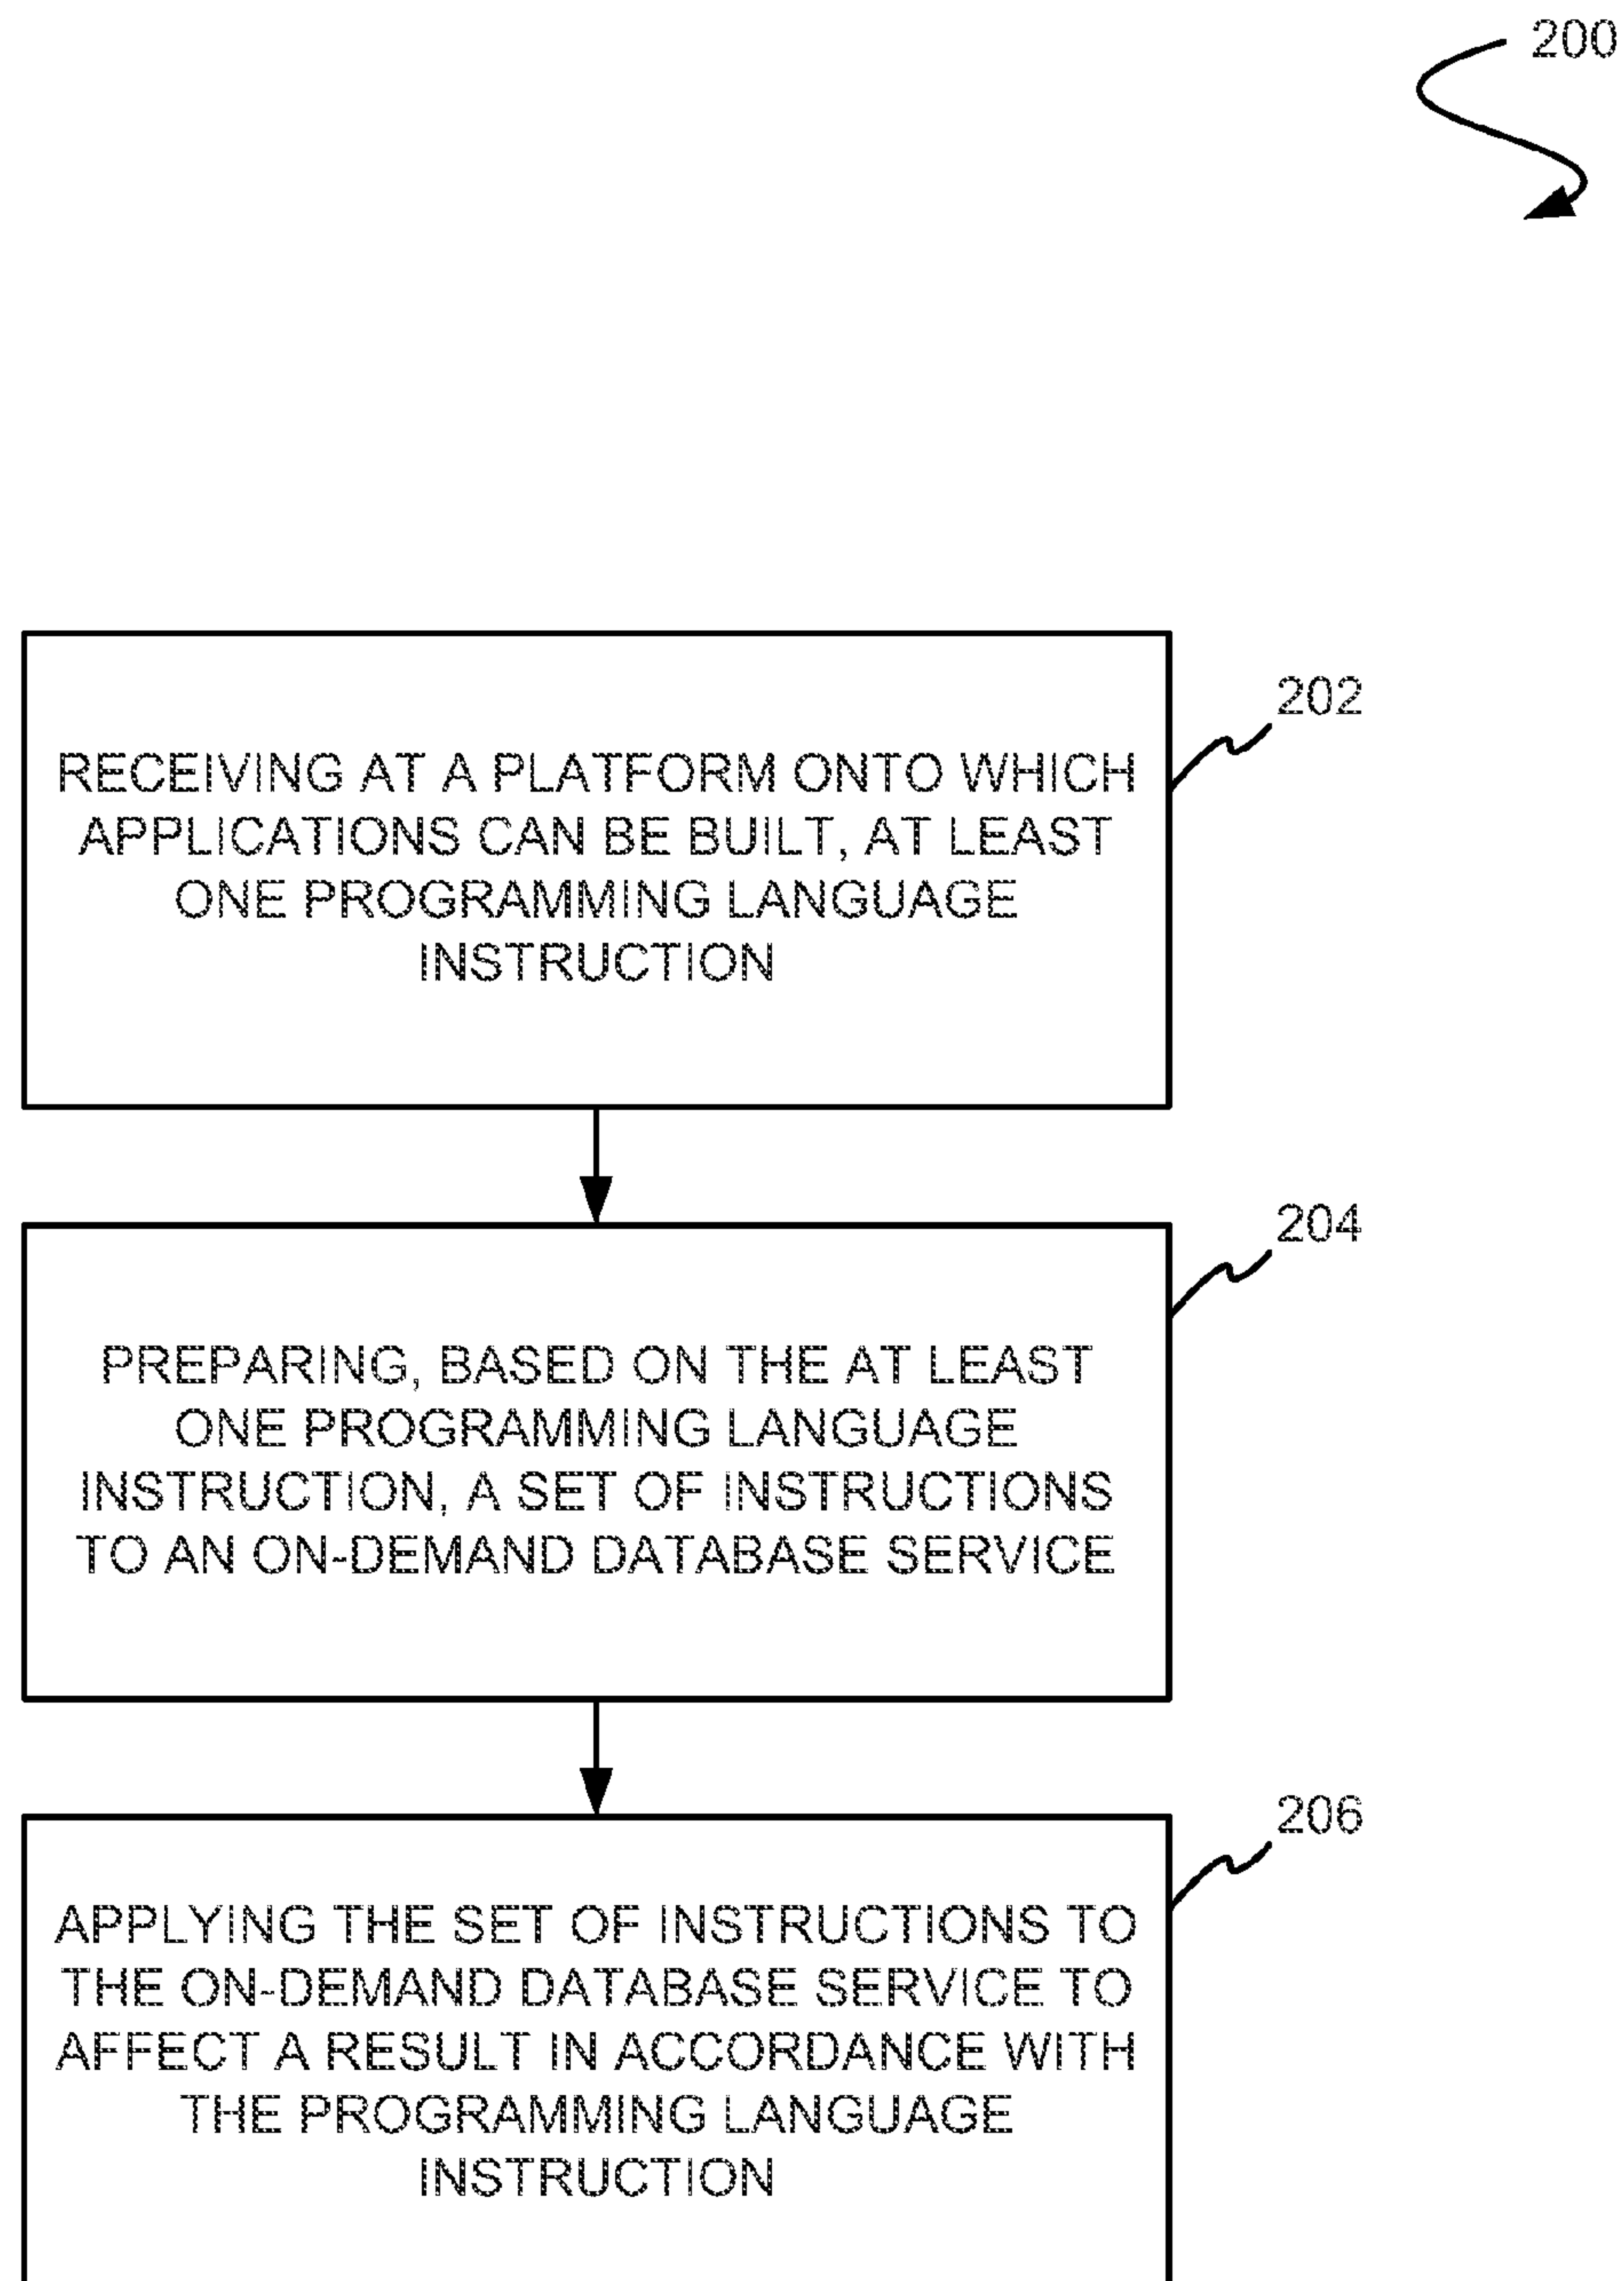 200
202
RECEIVING AT A PLATFORM ONTO WHICH
APPLICATIONS CAN BE BUILT, AT LEAST
ONE PROGRAMMING LANGUAGE
INSTRUCTION
204
PREPARING, BASED ON THE AT LEAST
ONE PROGRAMMING LANGUAGE
INSTRUCTION, A SET OF INSTRUCTIONS
TO AN ON-DEMAND DATABASE SERVICE
206
APPLYING THE SET OF INSTRUCTIONS TO
THE ON-DEMAND DATABASE SERVICE TO
AFFECT A RESULT IN ACCORDANCE WITH
THE PROGRAMMING LANGUAGE
INSTRUCTION